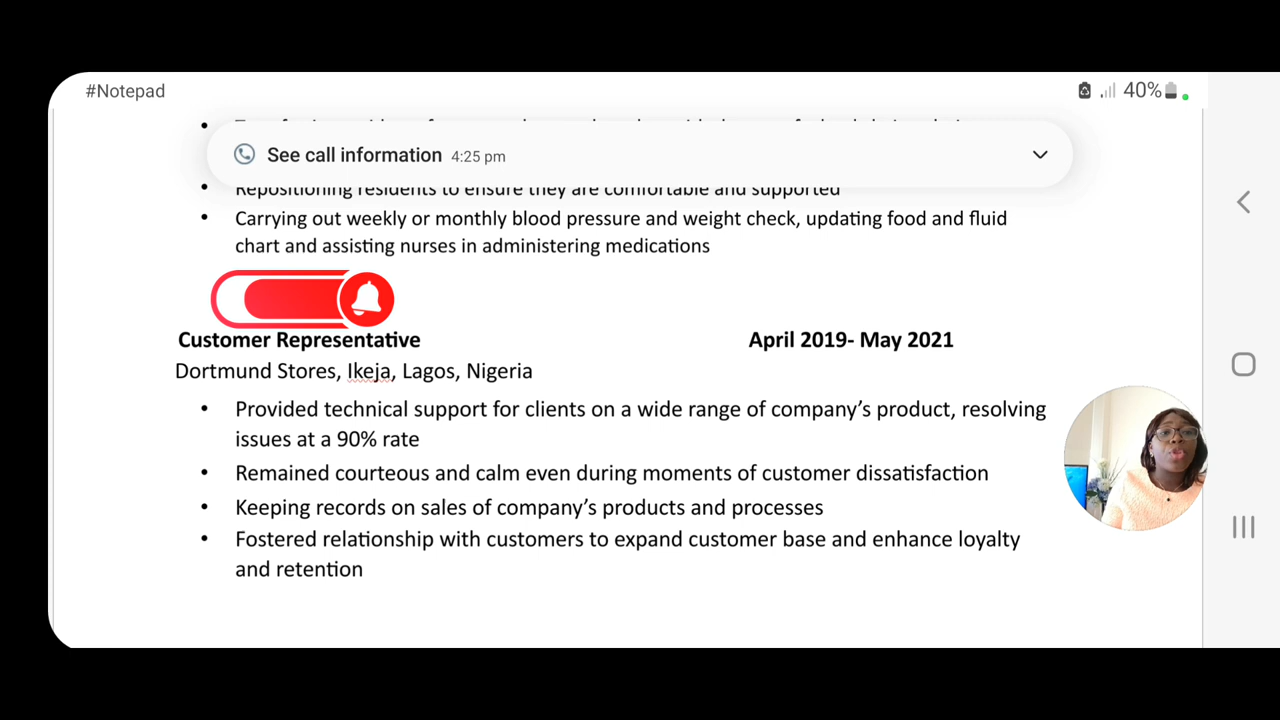 #Notepad
40%
See call information 4:25 pm
• Repositioning residents to ensure they are comfortable and supported
• Carrying out weekly or monthly blood pressure and weight check, updating food and fluid
chart and assisting nurses in administering medications
Customer Representative April 2019- May 2021
Dortmund Stores, Ikeja, Lagos, Nigeria
• Provided technical support for clients on a wide range of company’s product, resolving
issues at a 90% rate
• Remained courteous and calm even during moments of customer dissatisfaction
• Keeping records on sales of company’s products and processes
• Fostered relationship with customers to expand customer base and enhance loyalty
and retention